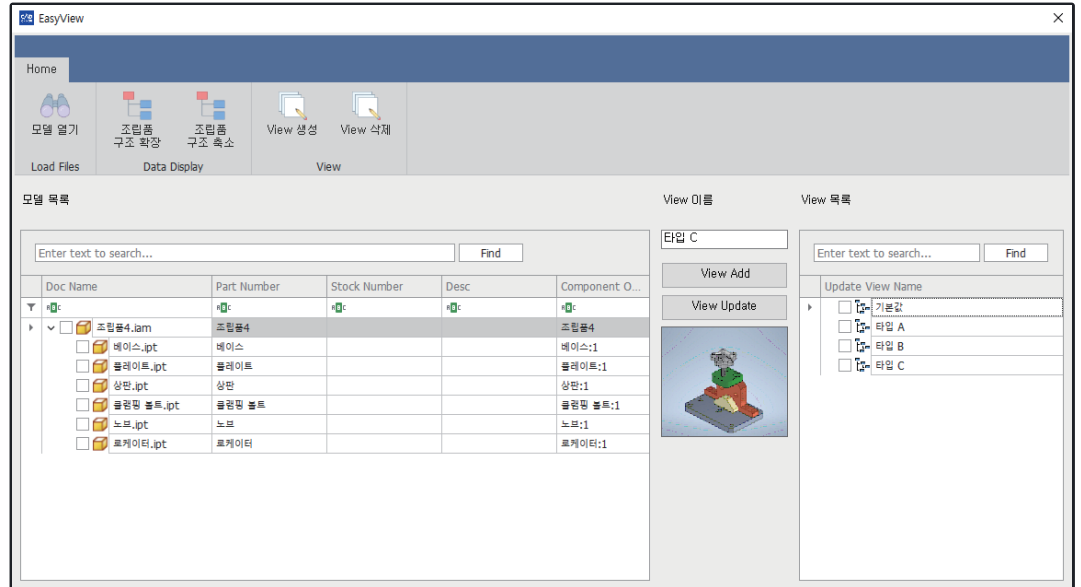 EasyView
Home
모델 열기
조립품
구조 확장
조립품
구조 축소
View 생성
View 삭제
Load Files
Data Display
View
모델 목록
View 이름
View 목록
Enter text to search...
Find
타입 C
Enter text to search...
Find
View Add
View Update
Doc Name
Part Number
Stock Number
Desc
Component O...
Update View Name
조립품4.iam
조립품4
조립품4
베이스.ipt
베이스
베이스:1
플레이트.ipt
플레이트
플레이트:1
상판.ipt
상판
상판:1
클램핑 볼트.ipt
클램핑 볼트
클램핑 볼트:1
노브.ipt
노브
노브:1
로케이터.ipt
로케이터
로케이터:1
기본값
타입 A
타입 B
타입 C